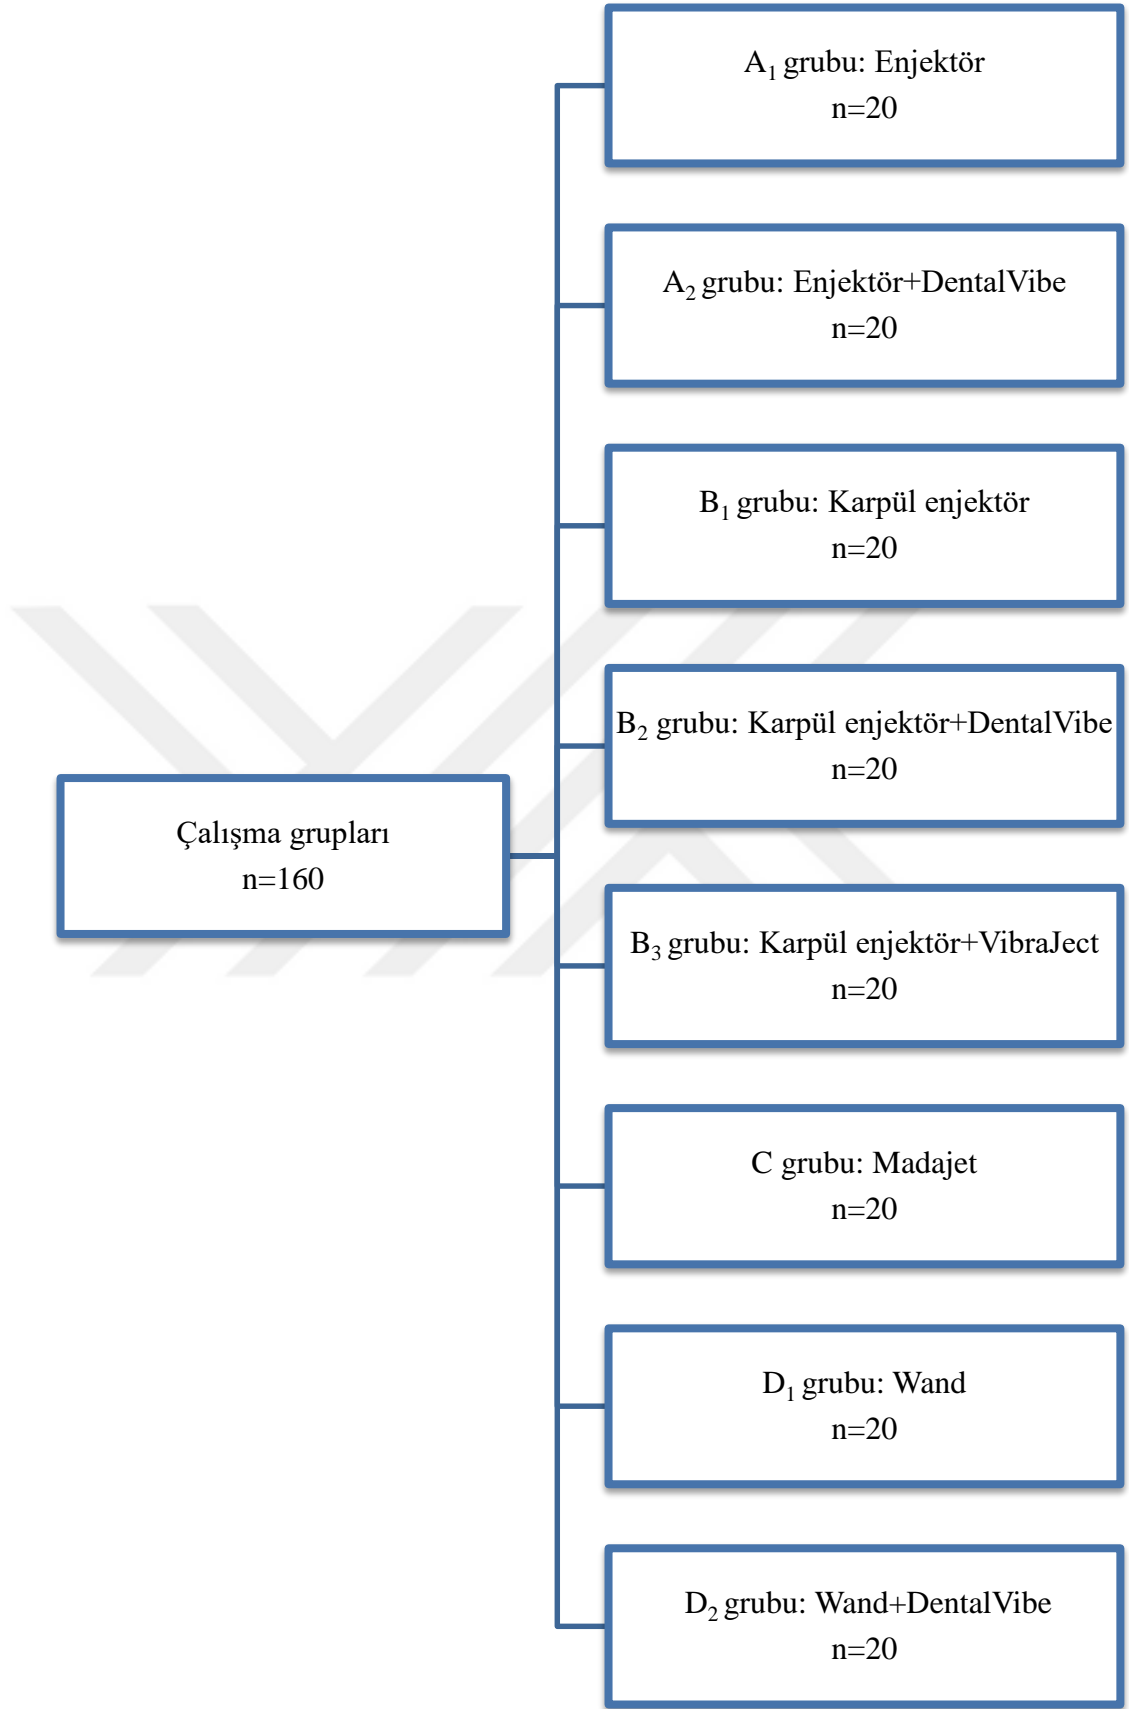 A₁ grubu: Enjektör
n=20
A₂ grubu: Enjektör+DentalVibe
n=20
B₁ grubu: Karpül enjektör
n=20
B₂ grubu: Karpül enjektör+DentalVibe
n=20
Çalışma grupları
n=160
B₃ grubu: Karpül enjektör+VibraJect
n=20
C grubu: Madajet
n=20
D₁ grubu: Wand
n=20
D₂ grubu: Wand+DentalVibe
n=20